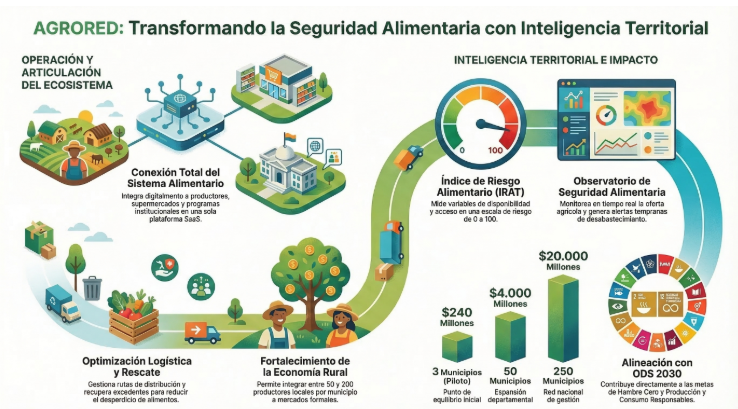 AGRORED: Transformando la Seguridad Alimentaria con Inteligencia Territorial
OPERACIÓN Y
ARTICULACIÓN
DEL ECOSISTEMA
Conexión Total del
Sistema Alimentario
Integra digitalmente a productores,
supermercados y programas
institucionales en una sola
plataforma SaaS.
Optimización Logística
y Rescate
Gestiona rutas de distribución y
recupera excedentes para reducir
el desperdicio de alimentos.
Fortalecimiento de
la Economía Rural
Permite integrar entre 50 y 200
productores locales por municipio
a mercados formales.
INTELIGENCIA TERRITORIAL E IMPACTO
0
100
Índice de Riesgo
Alimentario (IRAT)
Mide variables de disponibilidad
y acceso en una escala de riesgo
de 0 a 100.
Observatorio de
Seguridad Alimentaria
Monitorea en tiempo real la oferta
agrícola y genera alertas tempranas
de desabastecimiento.
$240
Millones
3 Municipios
(Piloto)
Punto de
equilibrio inicial
$4.000
Millones
50
Municipios
Expansión
departamental
$20.000
Millones
250
Municipios
Red nacional
de gestión
Alineación con
ODS 2030
Contribuye directamente a las metas
de Hambre Cero y Producción y
Consumo Responsables.